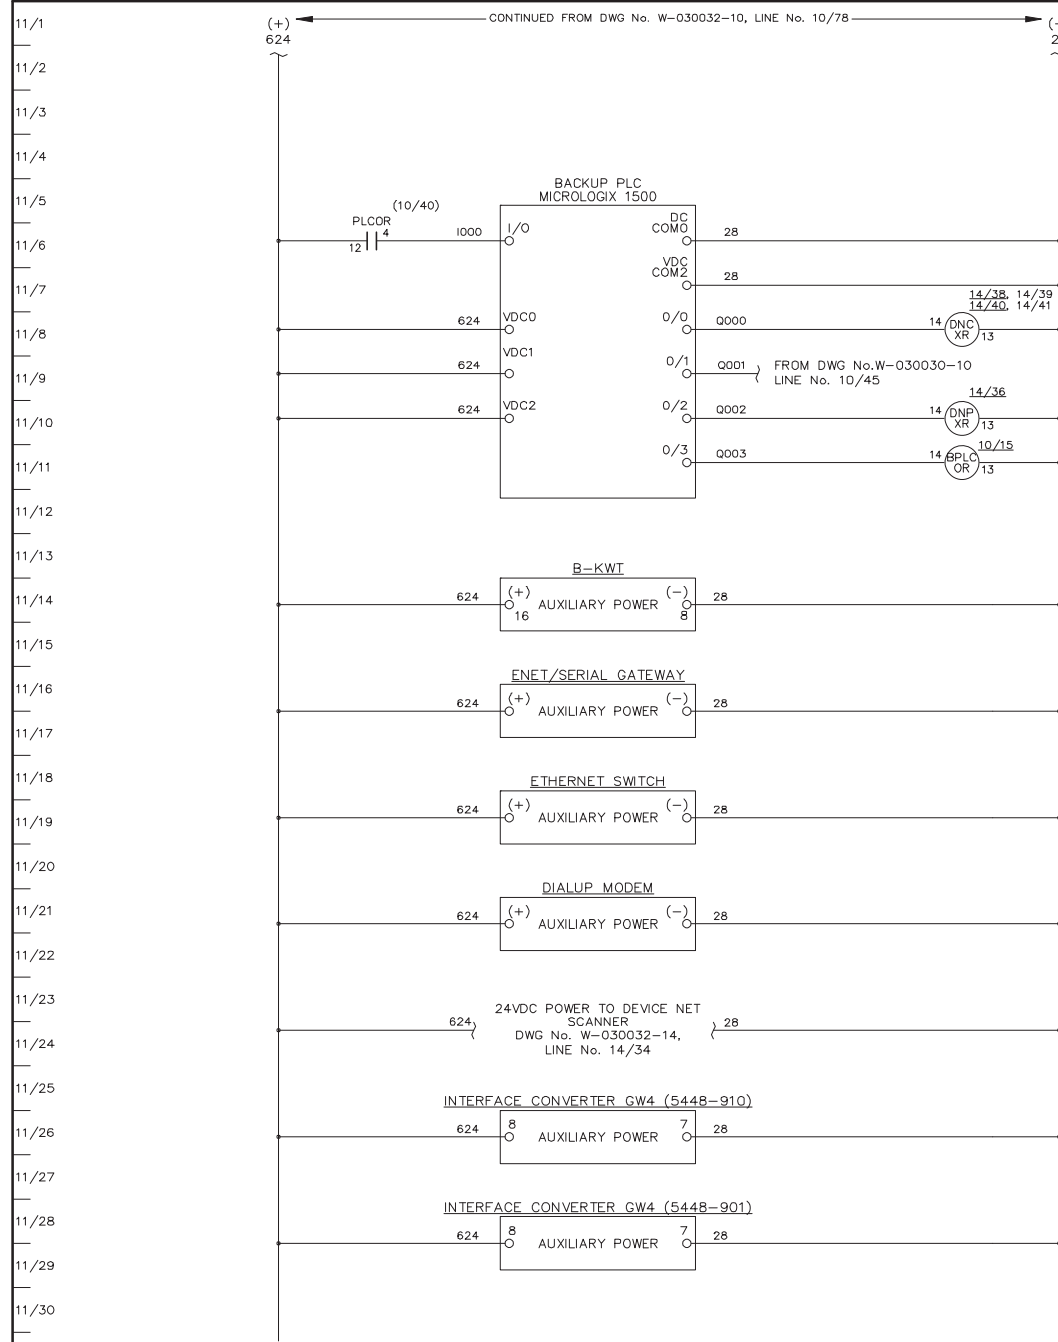 11/1
(+)
624
CONTINUED FROM DWG No. W-030032-10, LINE No. 10/78
(-
2
11/2
11/3
11/4
11/5
BACKUP PLC
MICROLOGIX 1500
(10/40)
PLCOR
12 4
I000
I/O
DC
COM0
28
11/6
VDC
COM2
28
11/7
14/38, 14/39
14/40, 14/41
624
VDC0
O/0
Q000
14
DNC
XR
13
11/8
624
VDC1
O/1
Q001
FROM DWG No.W-030030-10
LINE No. 10/45
11/9
14/36
624
VDC2
O/2
Q002
14
DNP
XR
13
11/10
10/15
O/3
Q003
14
BPLC
OR
13
11/11
11/12
11/13
B-KWT
624
(+)
16
AUXILIARY POWER
(-)
8
28
11/14
11/15
11/16
ENET/SERIAL GATEWAY
624
(+)
AUXILIARY POWER
(-)
28
11/17
11/18
ETHERNET SWITCH
624
(+)
AUXILIARY POWER
(-)
28
11/19
11/20
DIALUP MODEM
11/21
624
(+)
AUXILIARY POWER
(-)
28
11/22
11/23
24VDC POWER TO DEVICE NET
SCANNER
DWG No. W-030032-14,
LINE No. 14/34
624
28
11/24
11/25
INTERFACE CONVERTER GW4 (5448-910)
11/26
624
8
AUXILIARY POWER
7
28
11/27
INTERFACE CONVERTER GW4 (5448-901)
11/28
624
8
AUXILIARY POWER
7
28
11/29
11/30